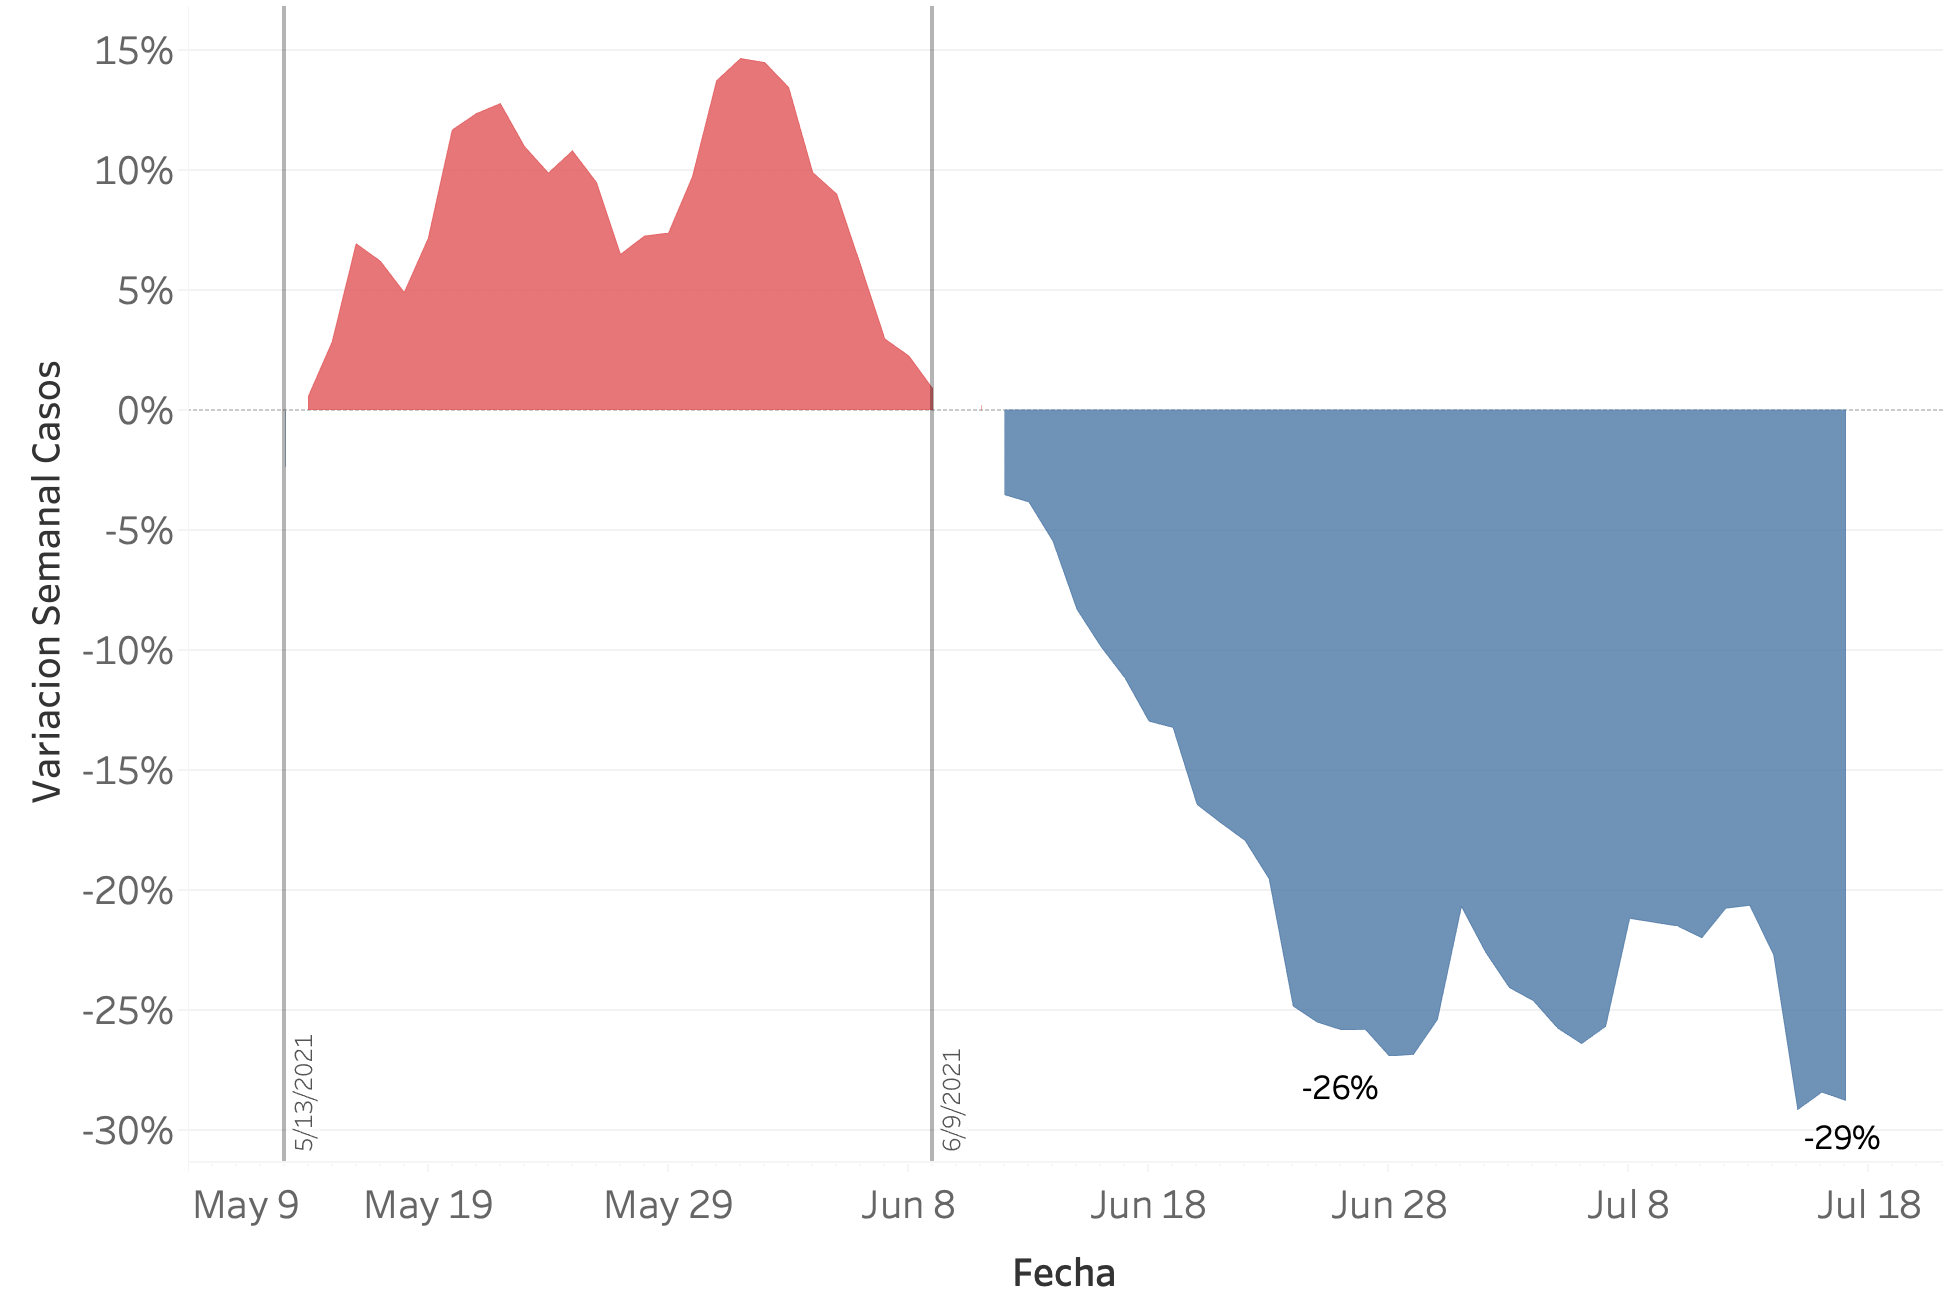 15%
10%
5%
0%
-5%
-10%
-15%
-20%
-25%
-30%
Variacion Semanal Casos
5/13/2021
6/9/2021
-26%
-29%
May 9
May 19
May 29
Jun 8
Jun 18
Jun 28
Jul 8
Jul 18
Fecha